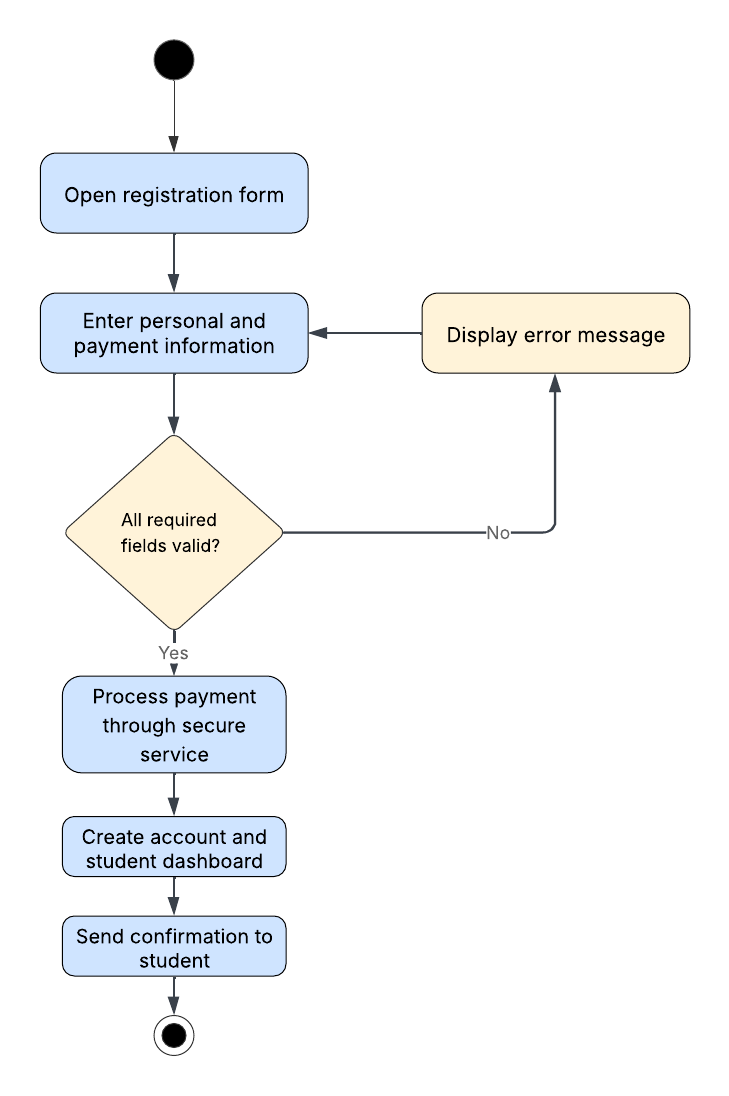 Open registration form
Enter personal and
payment information
Display error message
All required
fields valid?
No
Yes
Process payment
through secure
service
Create account and
student dashboard
Send confirmation to
student